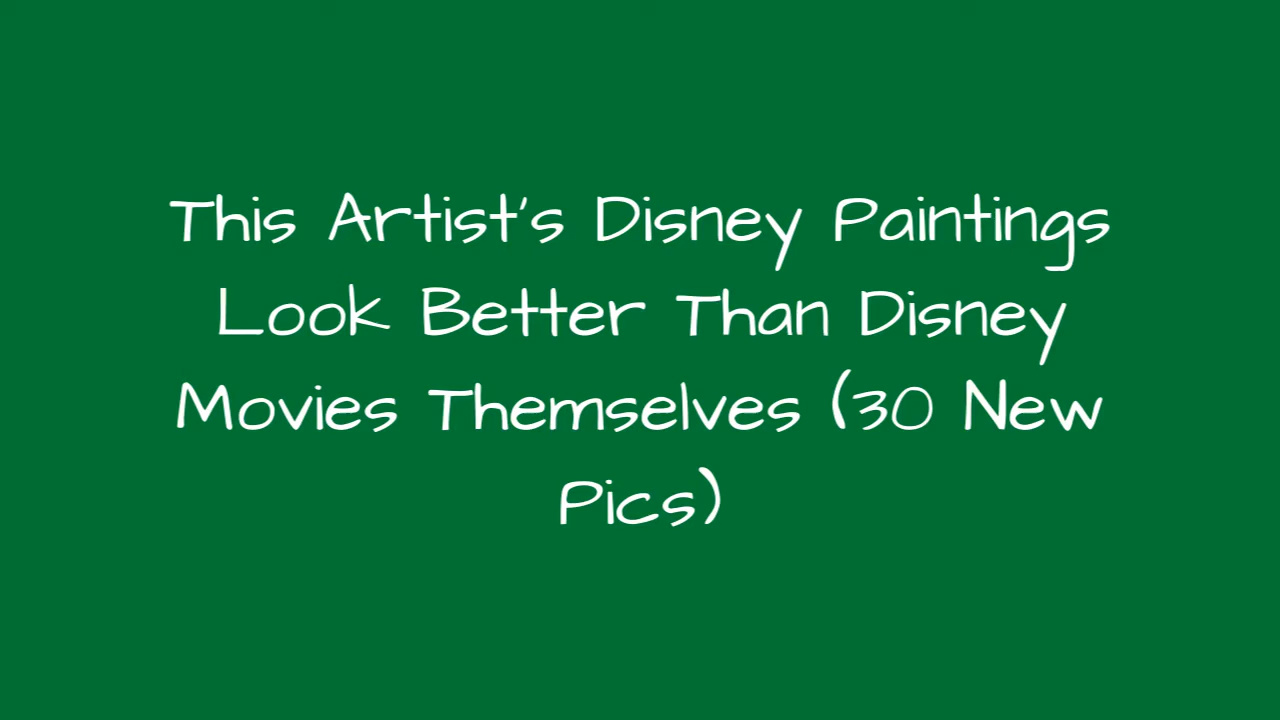 This Artist's Disney Paintings
Look Better Than Disney
Movies Themselves (30 New
Pics)